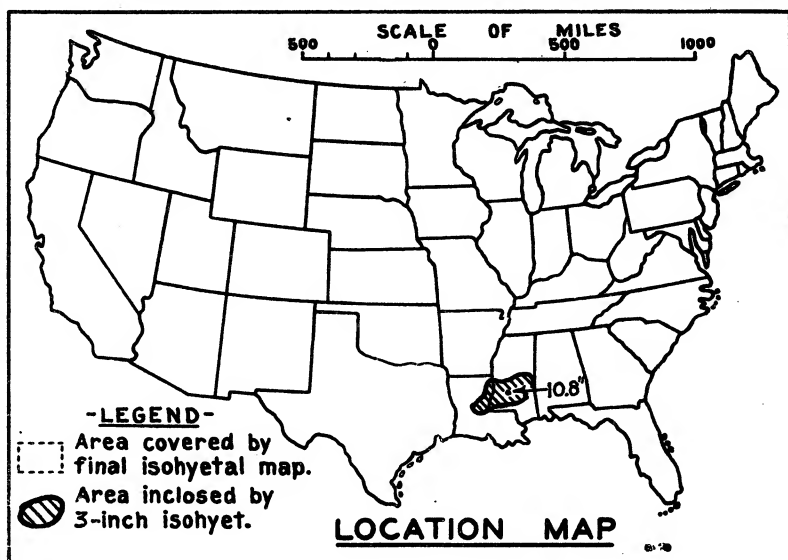 SCALE OF MILES
500 0 500 1000
10.8"
-LEGEND-
Area covered by
final isohyetal map.
Area inclosed by
3-inch isohyet.
LOCATION MAP